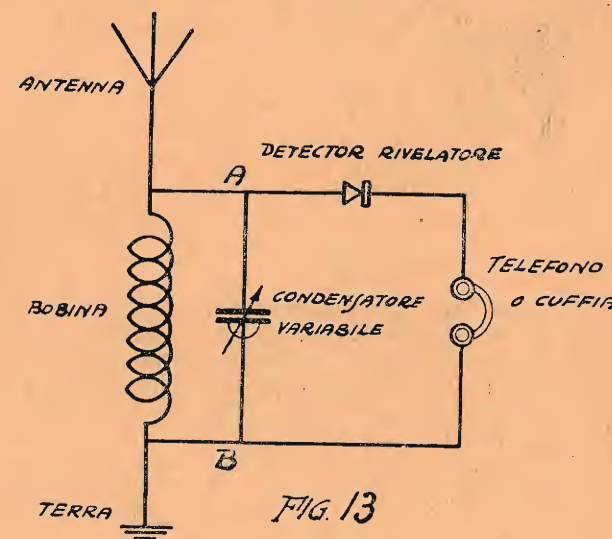 ANTENNA
DETECTOR RIVELATORE
A
TELEFONO
O CUFFIA
BOBINA
CONDENSATORE
VARIABILE
B
TERRA
FIG. 13